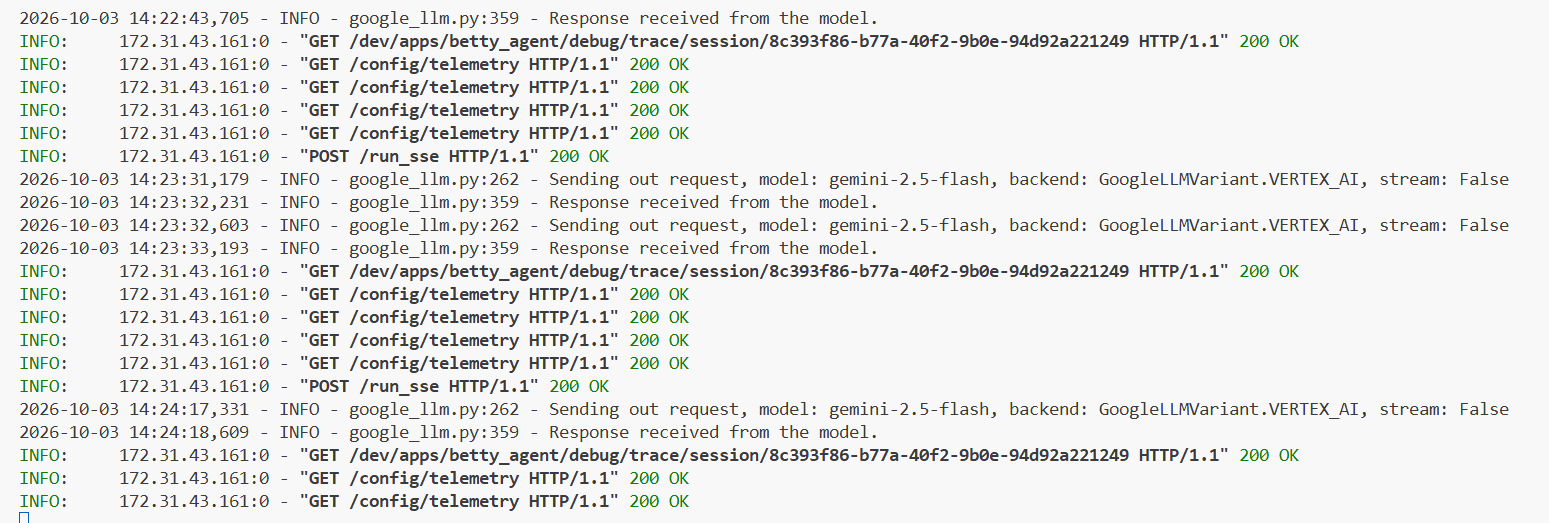 2026-10-03 14:22:43,705 - INFO - google_llm.py:359 - Response received from the model.
INFO:     172.31.43.161:0 - "GET /dev/apps/betty_agent/debug/trace/session/8c393f86-b77a-40f2-9b0e-94d92a221249 HTTP/1.1" 200 OK
INFO:     172.31.43.161:0 - "GET /config/telemetry HTTP/1.1" 200 OK
INFO:     172.31.43.161:0 - "GET /config/telemetry HTTP/1.1" 200 OK
INFO:     172.31.43.161:0 - "GET /config/telemetry HTTP/1.1" 200 OK
INFO:     172.31.43.161:0 - "GET /config/telemetry HTTP/1.1" 200 OK
INFO:     172.31.43.161:0 - "POST /run_sse HTTP/1.1" 200 OK
2026-10-03 14:23:31,179 - INFO - google_llm.py:262 - Sending out request, model: gemini-2.5-flash, backend: GoogleLLMVariant.VERTEX_AI, stream: False
2026-10-03 14:23:32,231 - INFO - google_llm.py:359 - Response received from the model.
2026-10-03 14:23:32,603 - INFO - google_llm.py:262 - Sending out request, model: gemini-2.5-flash, backend: GoogleLLMVariant.VERTEX_AI, stream: False
2026-10-03 14:23:33,193 - INFO - google_llm.py:359 - Response received from the model.
INFO:     172.31.43.161:0 - "GET /dev/apps/betty_agent/debug/trace/session/8c393f86-b77a-40f2-9b0e-94d92a221249 HTTP/1.1" 200 OK
INFO:     172.31.43.161:0 - "GET /config/telemetry HTTP/1.1" 200 OK
INFO:     172.31.43.161:0 - "GET /config/telemetry HTTP/1.1" 200 OK
INFO:     172.31.43.161:0 - "GET /config/telemetry HTTP/1.1" 200 OK
INFO:     172.31.43.161:0 - "GET /config/telemetry HTTP/1.1" 200 OK
INFO:     172.31.43.161:0 - "POST /run_sse HTTP/1.1" 200 OK
2026-10-03 14:24:17,331 - INFO - google_llm.py:262 - Sending out request, model: gemini-2.5-flash, backend: GoogleLLMVariant.VERTEX_AI, stream: False
2026-10-03 14:24:18,609 - INFO - google_llm.py:359 - Response received from the model.
INFO:     172.31.43.161:0 - "GET /dev/apps/betty_agent/debug/trace/session/8c393f86-b77a-40f2-9b0e-94d92a221249 HTTP/1.1" 200 OK
INFO:     172.31.43.161:0 - "GET /config/telemetry HTTP/1.1" 200 OK
INFO:     172.31.43.161:0 - "GET /config/telemetry HTTP/1.1" 200 OK